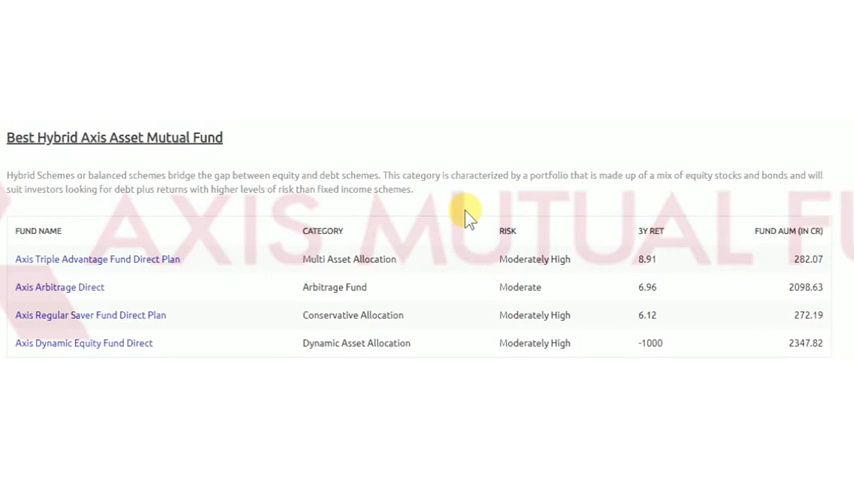 Best Hybrid Axis Asset Mutual Fund
Hybrid Schemes or balanced schemes bridge the gap between equity and debt schemes. This category is characterized by a portfolio that is made up of a mix of equity stocks and bonds and will
suit investors looking for debt plus returns with higher levels of risk than fixed income schemes.
AXIS MUTUAL FU
FUND NAME CATEGORY RISK 3Y RET FUND AUM (IN CR)
Axis Triple Advantage Fund Direct Plan Multi Asset Allocation Moderately High 8.91 282.07
Axis Arbitrage Direct Arbitrage Fund Moderate 6.96 2098.63
Axis Regular Saver Fund Direct Plan Conservative Allocation Moderately High 6.12 272.19
Axis Dynamic Equity Fund Direct Dynamic Asset Allocation Moderately High -1000 2347.82